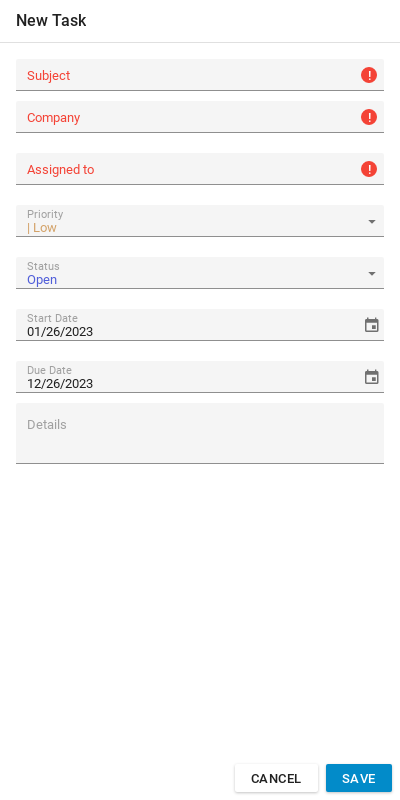 New Task
Subject
Company
Assigned to
Priority
| Low
Status
Open
Start Date
01/26/2023
Due Date
12/26/2023
Details
CANCEL SAVE